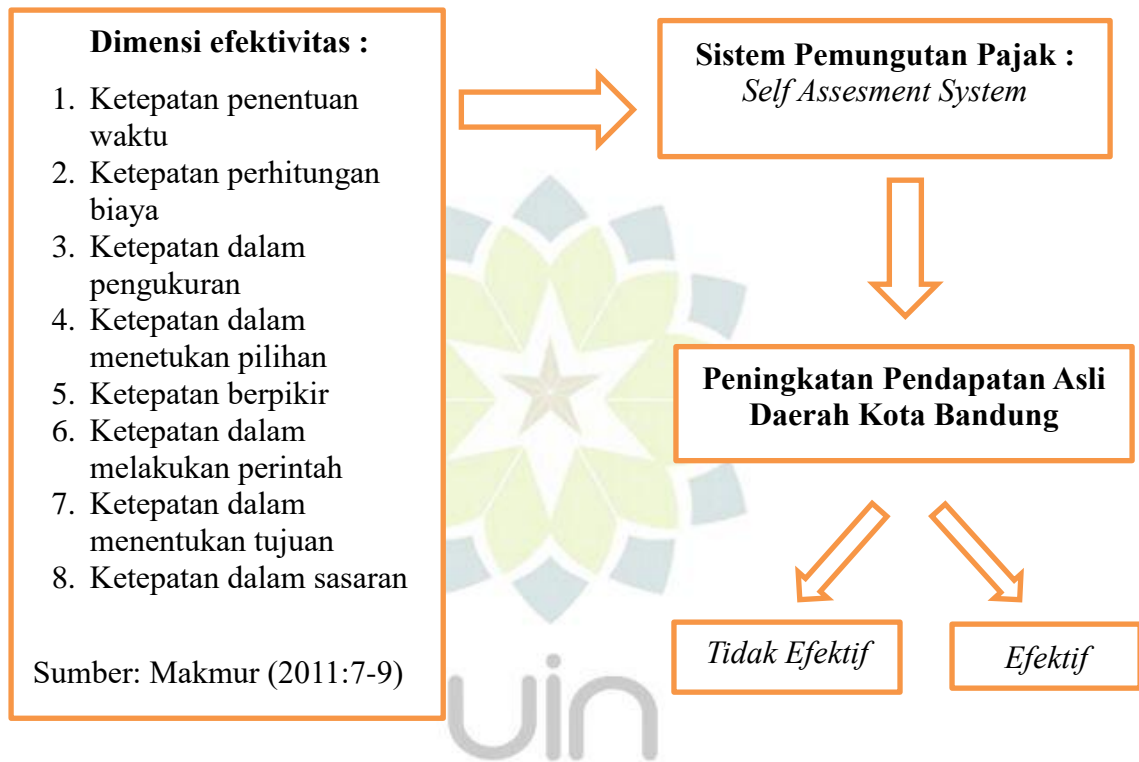 Dimensi efektivitas :
1. Ketepatan penentuan
waktu
2. Ketepatan perhitungan
biaya
3. Ketepatan dalam
pengukuran
4. Ketepatan dalam
menetukan pilihan
5. Ketepatan berpikir
6. Ketepatan dalam
melakukan perintah
7. Ketepatan dalam
menentukan tujuan
8. Ketepatan dalam sasaran
Sumber: Makmur (2011:7-9)
Sistem Pemungutan Pajak :
Self Assesment System
Peningkatan Pendapatan Asli
Daerah Kota Bandung
Tidak Efektif
Efektif
uin